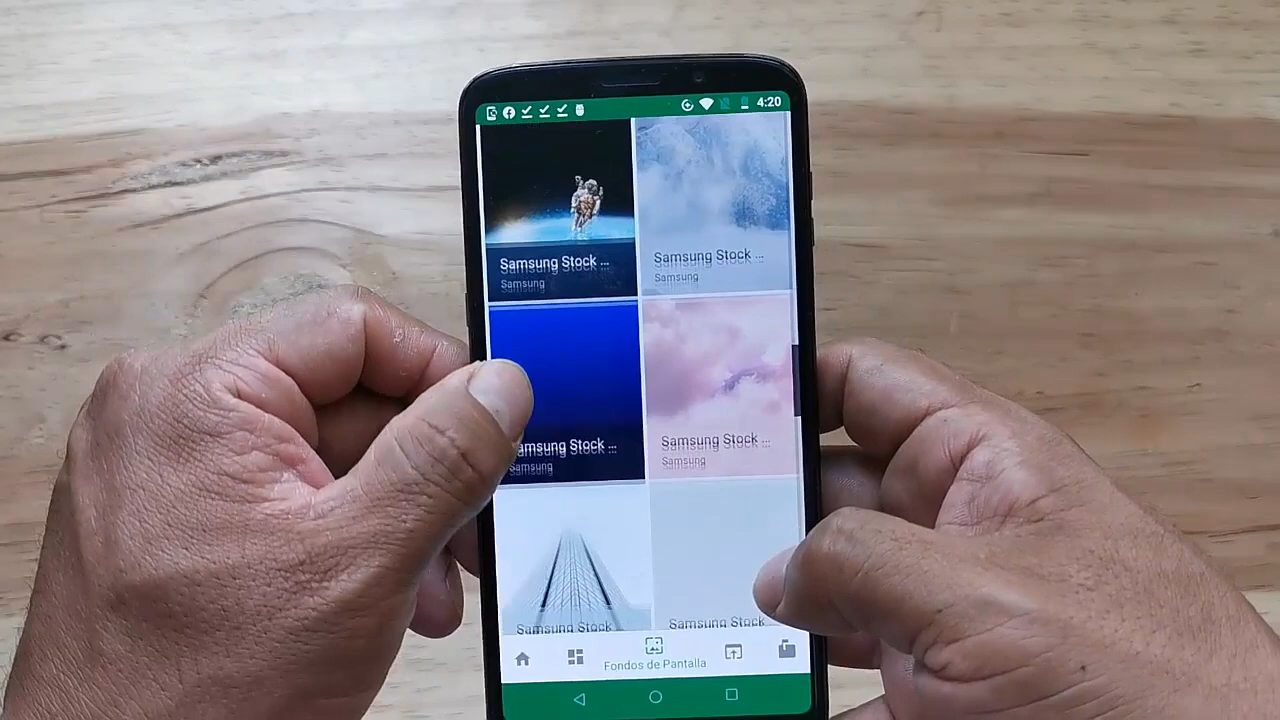 4:20
Samsung Stock ...
Samsung
Samsung Stock ...
Samsung
amsung Stock ...
Samsung
Samsung Stock ...
Samsung
Samsung Stock
Samsung Stock
Fondos de Pantalla